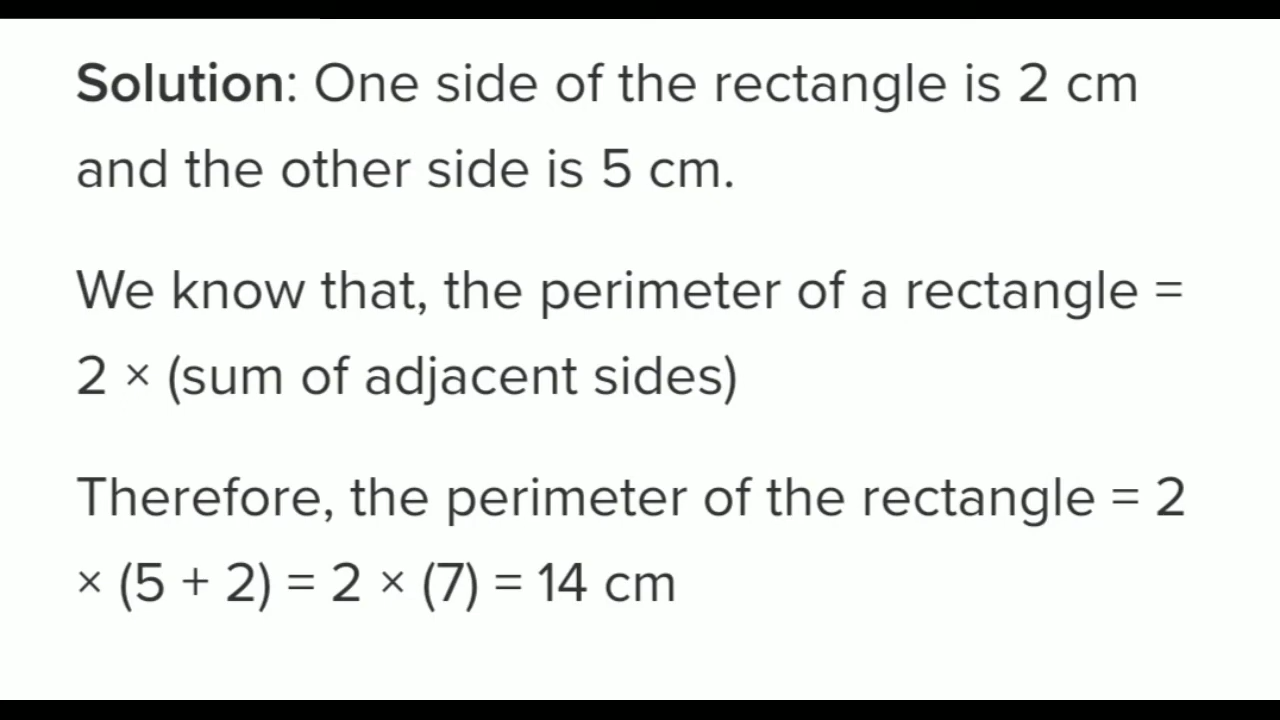 Solution: One side of the rectangle is 2 cm
and the other side is 5 cm.
We know that, the perimeter of a rectangle =
2 × (sum of adjacent sides)
Therefore, the perimeter of the rectangle = 2
× (5 + 2) = 2 × (7) = 14 cm